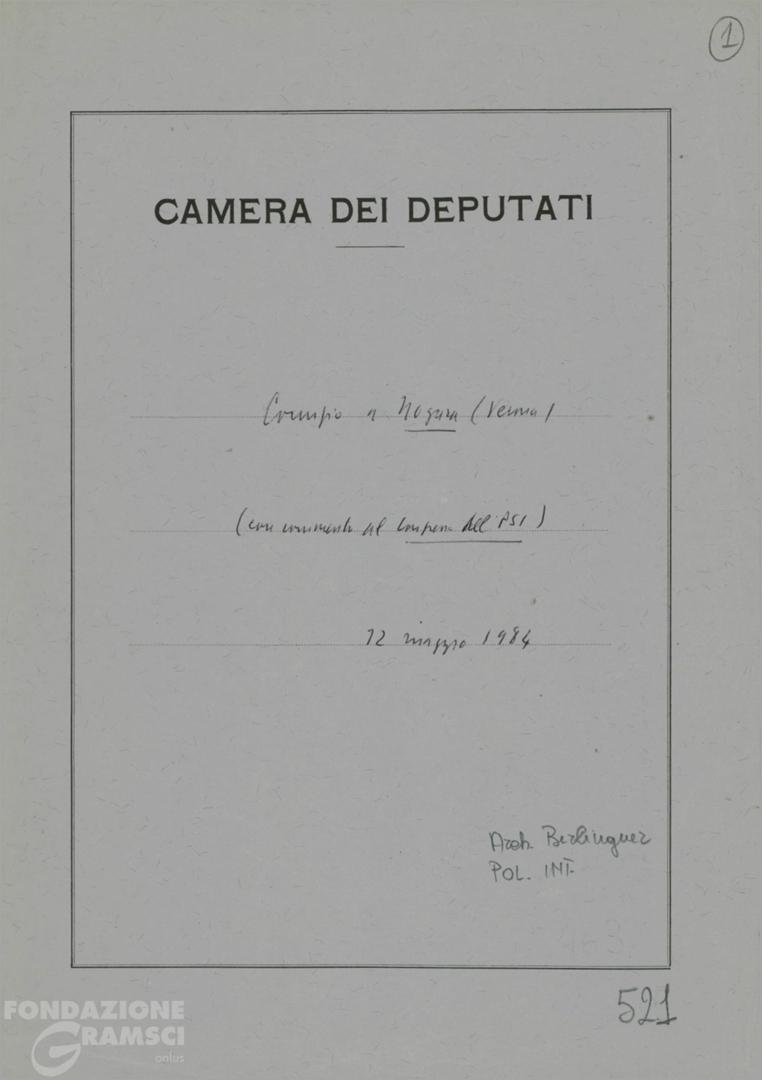 1
CAMERA DEI DEPUTATI
Comizio a Nogara (Verona)
(con commento al Congresso dell'PSI)
12 maggio 1984
Arch. Berlinguer
POL. INT.
521
FONDAZIONE
GRAMSCI
onlus